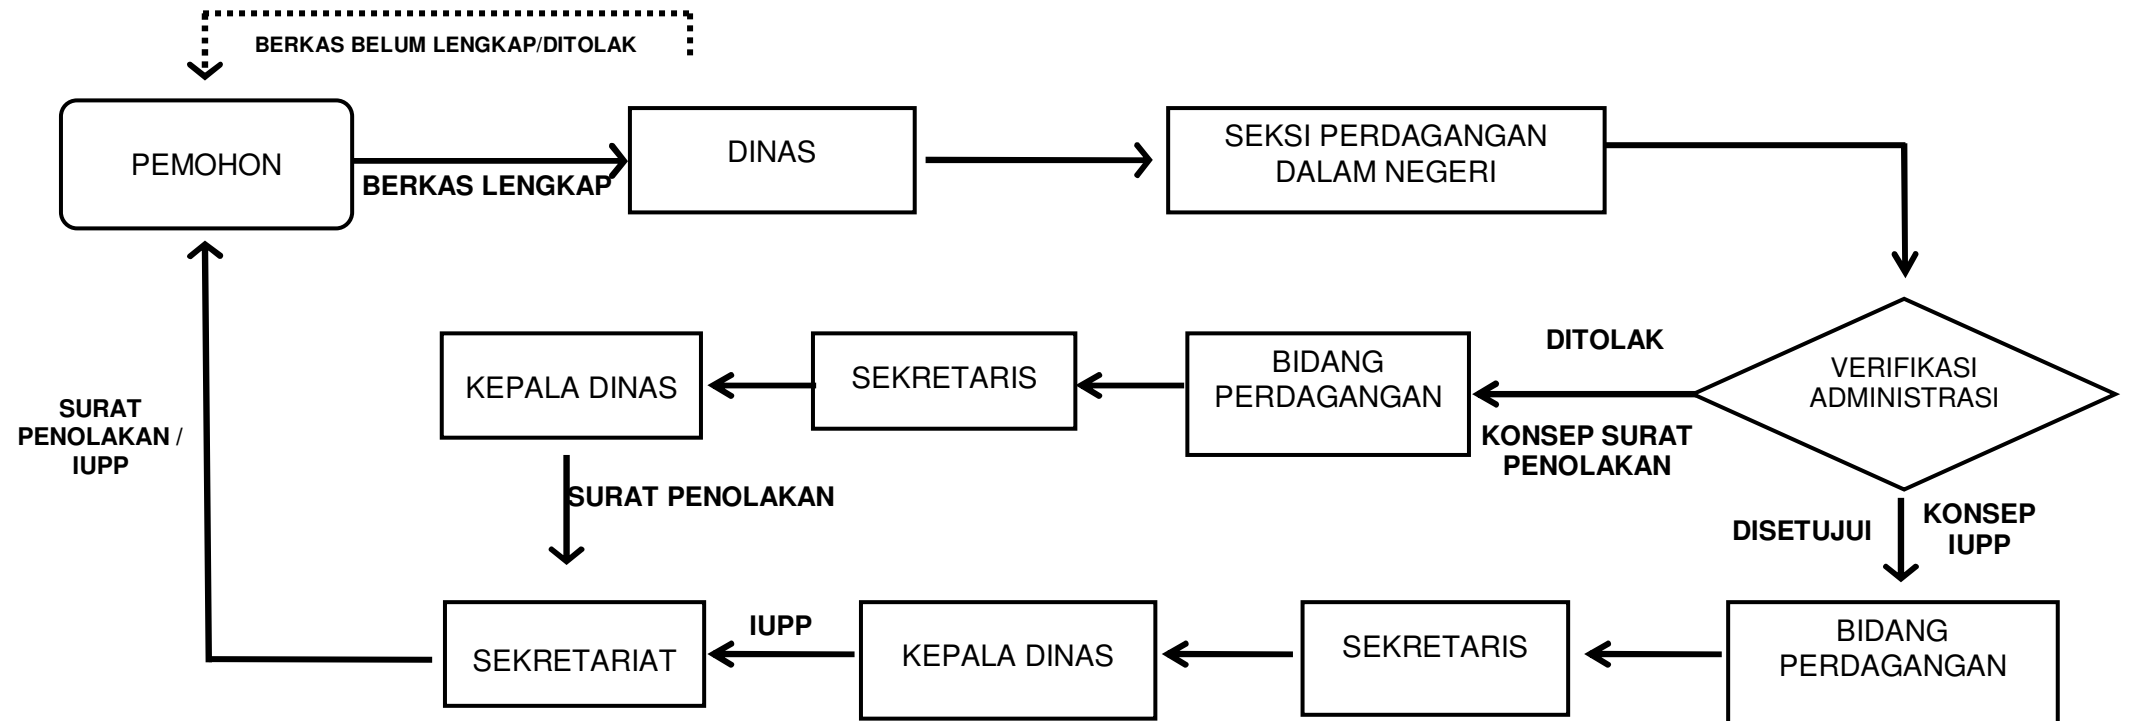 BERKAS BELUM LENGKAP/DITOLAK
PEMOHON
BERKAS LENGKAP
DINAS
SEKSI PERDAGANGAN
DALAM NEGERI
VERIFIKASI
ADMINISTRASI
DITOLAK
KONSEP SURAT
PENOLAKAN
BIDANG
PERDAGANGAN
SEKRETARIS
KEPALA DINAS
SURAT PENOLAKAN
SURAT
PENOLAKAN /
IUPP
DISETUJUI
KONSEP
IUPP
BIDANG
PERDAGANGAN
SEKRETARIS
KEPALA DINAS
IUPP
SEKRETARIAT